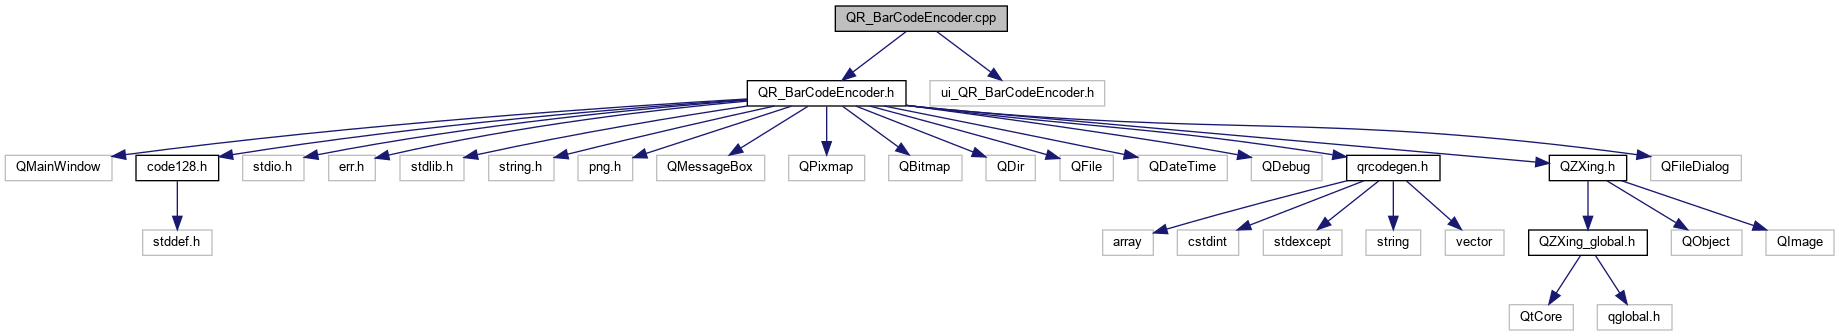 QR_BarCodeEncoder.cpp
QR_BarCodeEncoder.h
ui_QR_BarCodeEncoder.h
QMainWindow
code128.h
stdio.h
err.h
stdlib.h
string.h
png.h
QMessageBox
QPixmap
QBitmap
QDir
QFile
QDateTime
QDebug
qrcodegen.h
QZXing.h
QFileDialog
stddef.h
array
cstdint
stdexcept
string
vector
QZXing_global.h
QObject
QImage
QtCore
qglobal.h